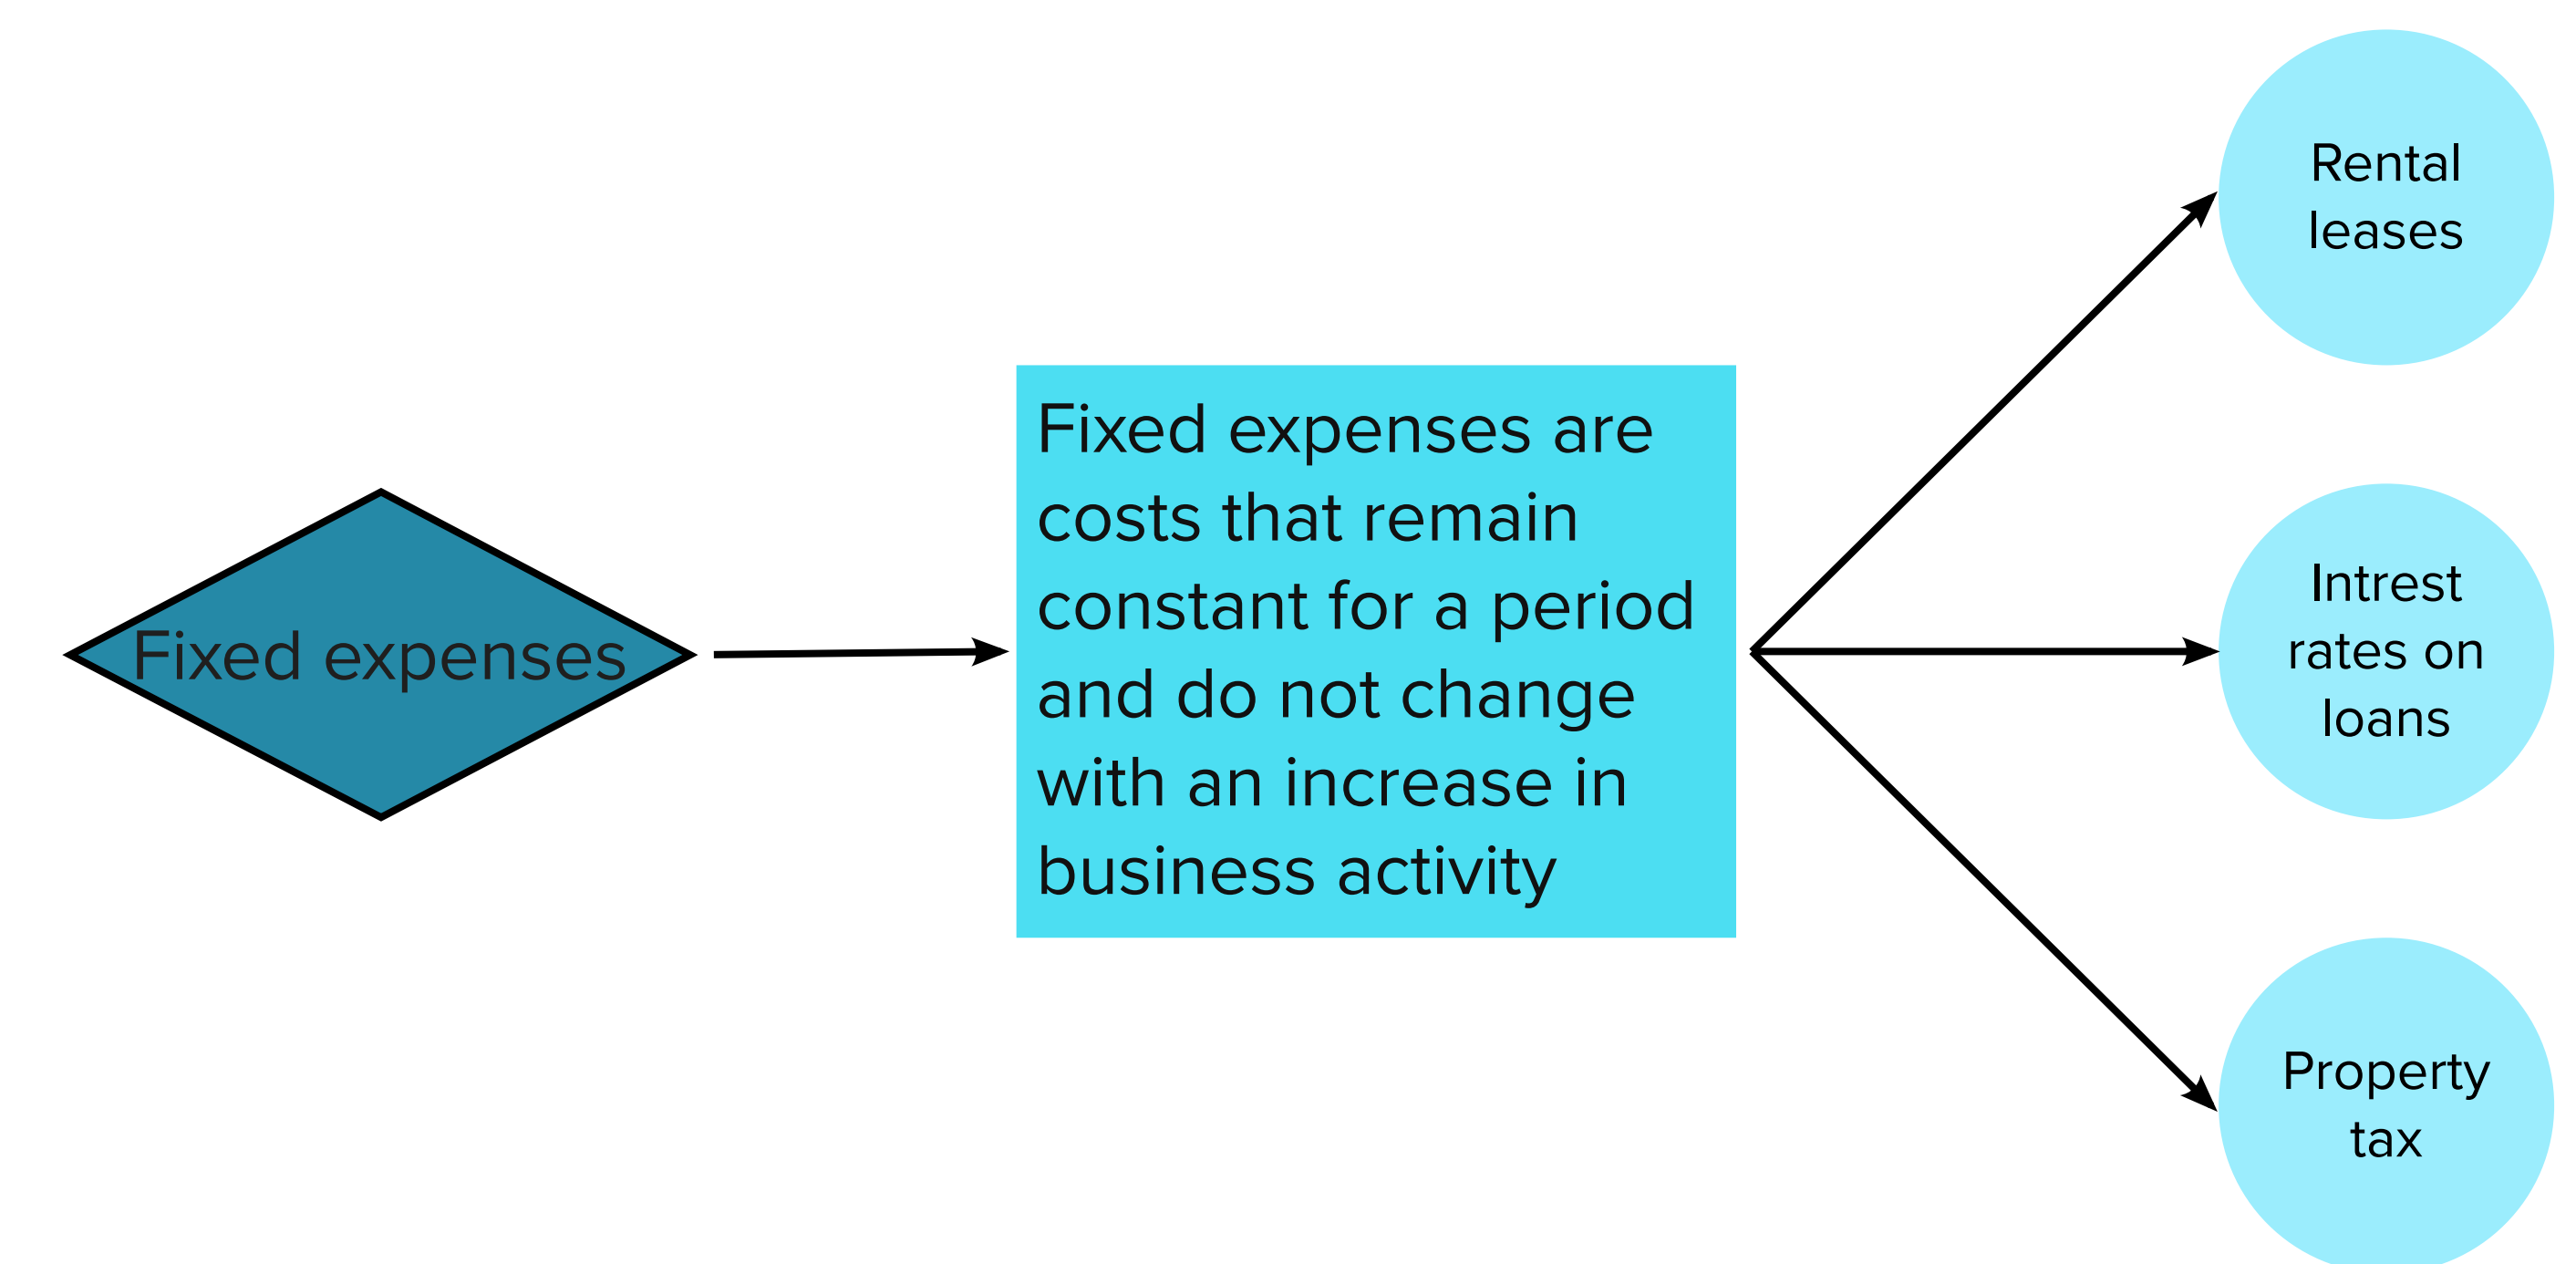 Fixed expenses
Fixed expenses are
costs that remain
constant for a period
and do not change
with an increase in
business activity
Rental
leases
Intrest
rates on
loans
Property
tax